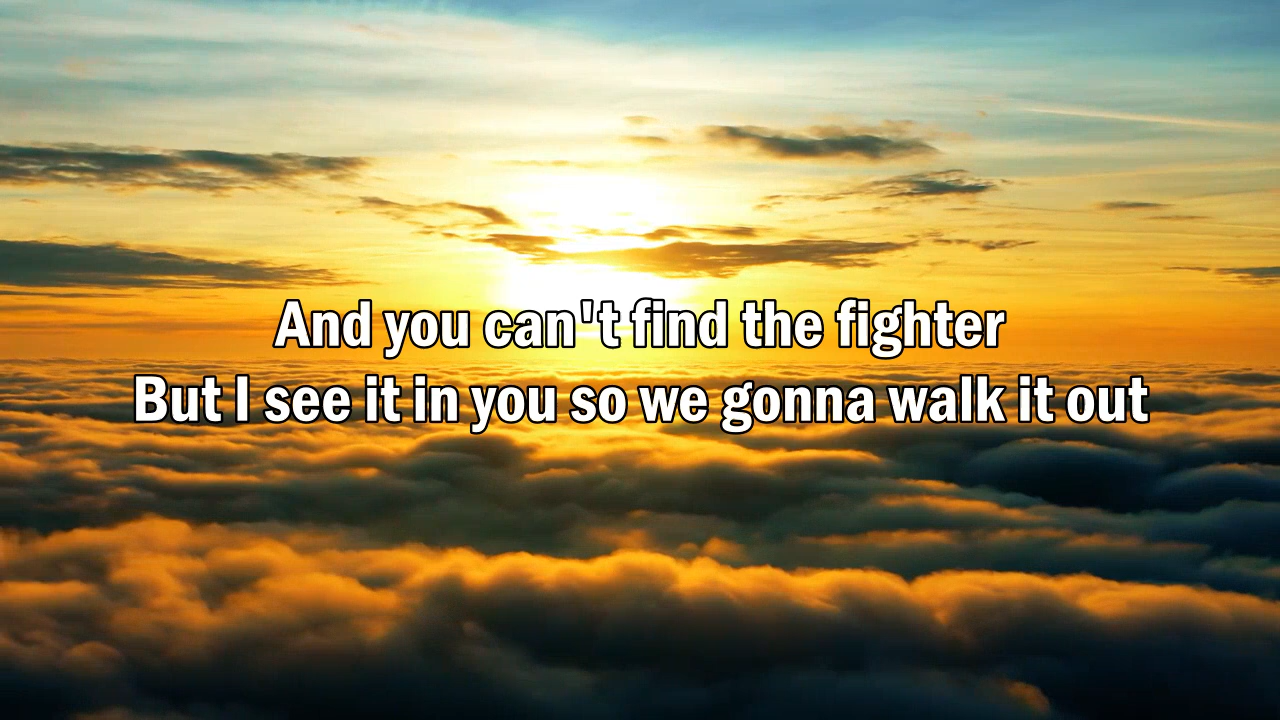 And you can't find the fighter
But I see it in you so we gonna walk it out